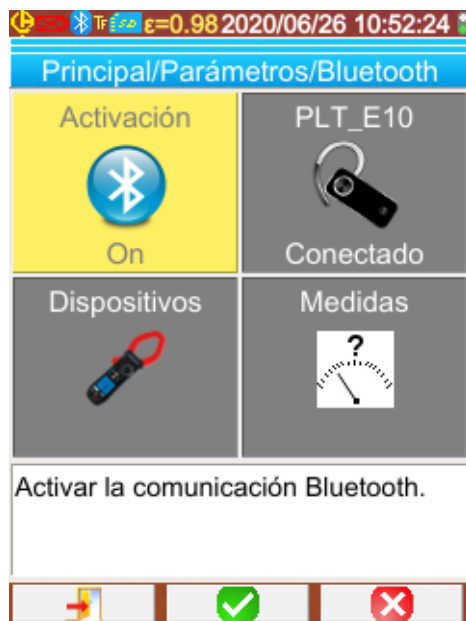 TF ε=0.98 2020/06/26 10:52:24
Principal/Parámetros/Bluetooth
Activación
On
PLT_E10
Conectado
Dispositivos
Medidas
?
Activar la comunicación Bluetooth.